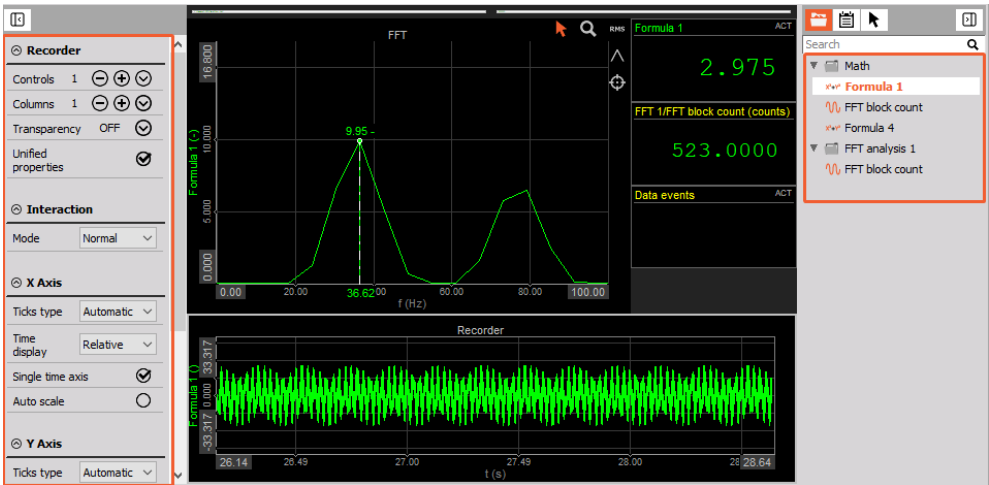 Recorder
Controls 1
Columns 1
Transparency OFF
Unified
properties
Interaction
Mode Normal
X Axis
Ticks type Automatic
Time
display Relative
Single time axis
Auto scale
Y Axis
Ticks type Automatic
FFT
RMS
Formula 1 (-)
16.800
10.000
5.000
0.000
9.95 -
0.00 20.00 36.62 00 60.00 80.00 100.00
f (Hz)
Formula 1 ACT
2.975
FFT 1/FFT block count (counts)
523.0000
Data events ACT
Recorder
Formula 1 ()
33.317
0.000
-33.317
26.14 26.49 27.00 27.49 28.00 28 28.64
t (s)
Search
Math
Formula 1
FFT block count
Formula 4
FFT analysis 1
FFT block count